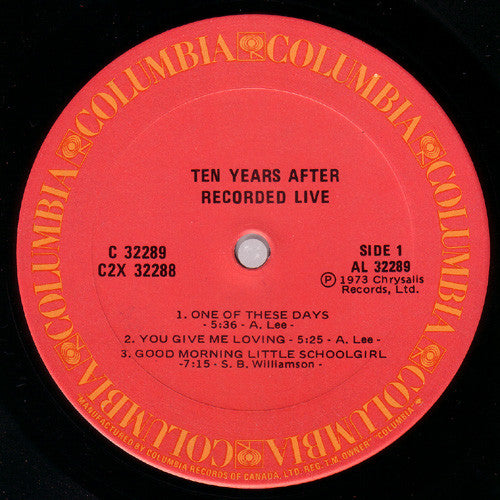 COLUMBIA COLUMBIA COLUMBIA COLUMBIA COLUMBIA COLUMBIA
TEN YEARS AFTER
RECORDED LIVE
C 32289
C2X 32288
SIDE 1
AL 32289
Ⓟ 1973 Chrysalis
Records, Ltd.
1. ONE OF THESE DAYS
- 5:36 - A. Lee -
2. YOU GIVE ME LOVING - 5:25 - A. Lee -
3. GOOD MORNING LITTLE SCHOOLGIRL
-7:15 - S. B. Williamson -
MANUFACTURED BY COLUMBIA RECORDS OF CANADA, LTD. REG. T.M. OWNER "COLUMBIA"